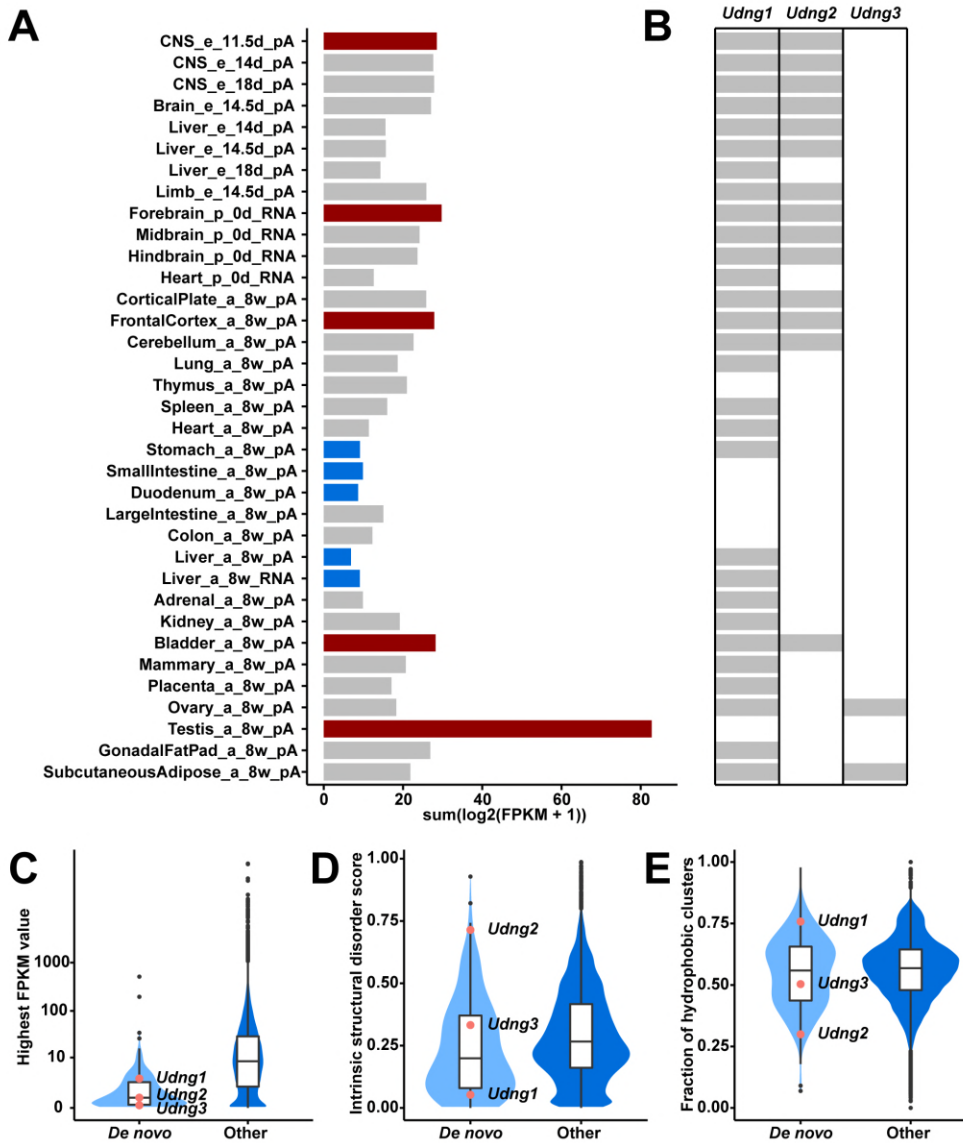 A
B
Udng1 Udng2 Udng3
CNS_e_11.5d_pA
CNS_e_14d_pA
CNS_e_18d_pA
Brain_e_14.5d_pA
Liver_e_14d_pA
Liver_e_14.5d_pA
Liver_e_18d_pA
Limb_e_14.5d_pA
Forebrain_p_0d_RNA
Midbrain_p_0d_RNA
Hindbrain_p_0d_RNA
Heart_p_0d_RNA
CorticalPlate_a_8w_pA
FrontalCortex_a_8w_pA
Cerebellum_a_8w_pA
Lung_a_8w_pA
Thymus_a_8w_pA
Spleen_a_8w_pA
Heart_a_8w_pA
Stomach_a_8w_pA
SmallIntestine_a_8w_pA
Duodenum_a_8w_pA
LargeIntestine_a_8w_pA
Colon_a_8w_pA
Liver_a_8w_pA
Liver_a_8w_RNA
Adrenal_a_8w_pA
Kidney_a_8w_pA
Bladder_a_8w_pA
Mammary_a_8w_pA
Placenta_a_8w_pA
Ovary_a_8w_pA
Testis_a_8w_pA
GonadalFatPad_a_8w_pA
SubcutaneousAdipose_a_8w_pA
0 20 40 60 80
sum(log2(FPKM + 1))
C
Highest FPKM value
1000
100
10
0
Udng1
Udng2
Udng3
De novo Other
D
Intrinsic structural disorder score
1.00
0.75
0.50
0.25
0.00
Udng2
Udng3
Udng1
De novo Other
E
Fraction of hydrophobic clusters
1.00
0.75
0.50
0.25
0.00
Udng1
Udng3
Udng2
De novo Other